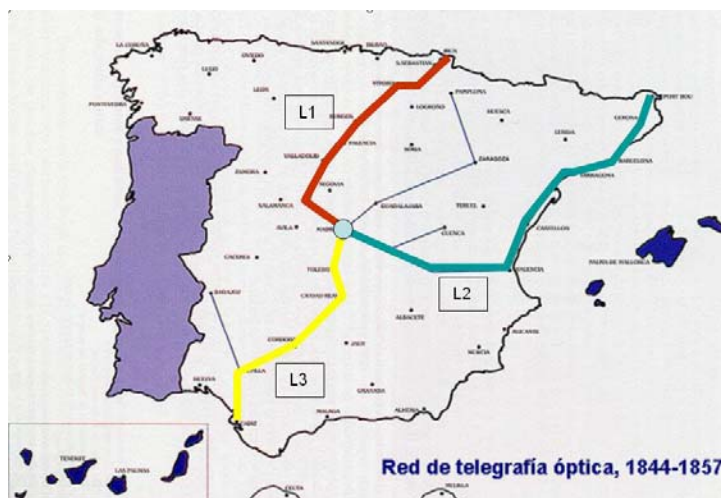 LA CORUÑA
SANTANDER
BILBAO
IRUN
OVIEDO
S.SEBASTIAN
LUGO
VITORIA
PAMPLONA
LEON
PONTEVEDRA
L1
LOGROÑO
HUESCA
PORT BOU
ORENSE
BURGOS
GERONA
PALENCIA
LERIDA
VALLADOLID
SORIA
ZARAGOZA
BARCELONA
ZAMORA
TARRAGONA
SEGOVIA
SALAMANCA
GUADALAJARA
TERUEL
AVILA
MADRID
CUENCA
CASTELLON
CACERES
TOLEDO
PALMA DE MALLORCA
VALENCIA
BADAJOZ
CIUDAD REAL
L2
ALBACETE
ALICANTE
CORDOBA
JAEN
MURCIA
SEVILLA
L3
HUELVA
GRANADA
CADIZ
MALAGA
ALMERIA
TENERIFE
LAS PALMAS
Red de telegrafía óptica, 1844-1857
CEUTA
MELILLA